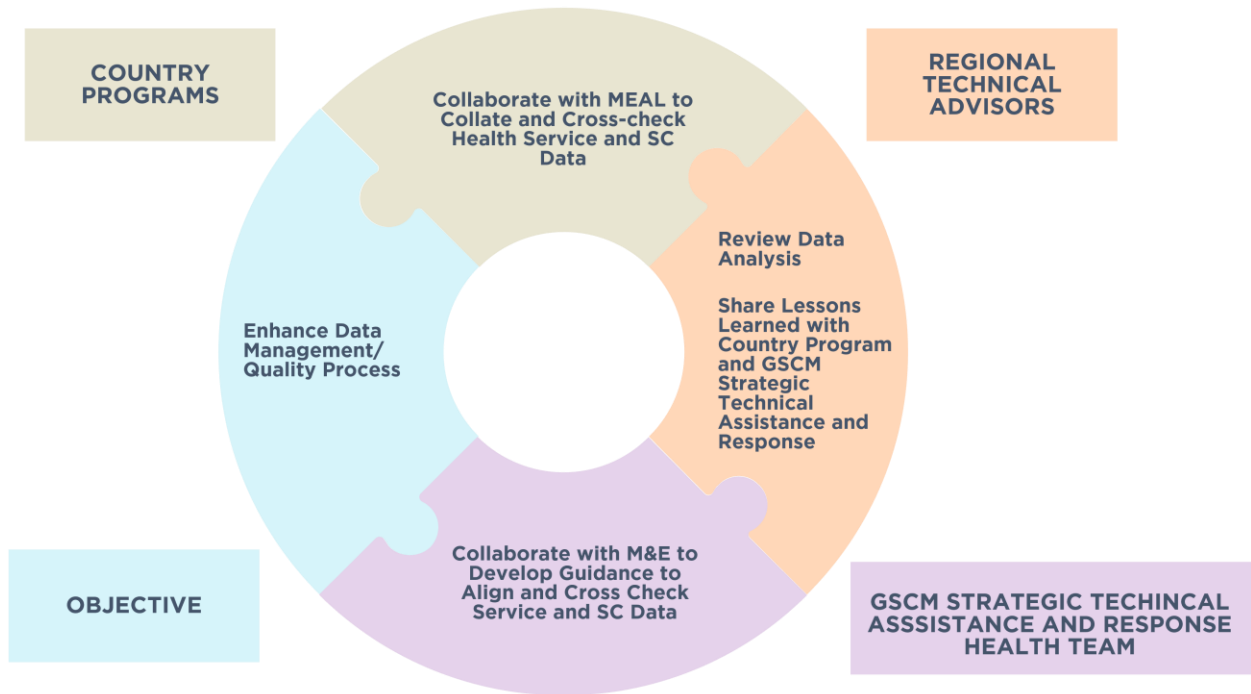 COUNTRY
PROGRAMS
REGIONAL
TECHNICAL
ADVISORS
Collaborate with MEAL to
Collate and Cross-check
Health Service and SC
Data
Review Data
Analysis
Share Lessons
Learned with
Country Program
and GSCM
Strategic
Technical
Assistance and
Response
Enhance Data
Management/
Quality Process
Collaborate with M&E to
Develop Guidance to
Align and Cross Check
Service and SC Data
OBJECTIVE
GSCM STRATEGIC TECHINCAL
ASSSISTANCE AND RESPONSE
HEALTH TEAM